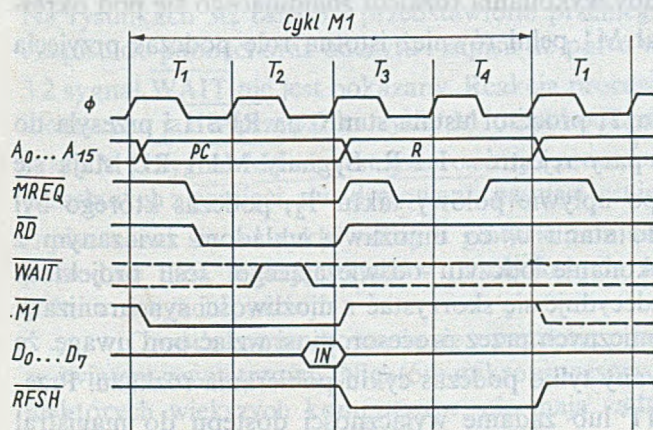 Cykl M1
T1 T2 T3 T4 T1
ϕ
A0... A15 PC R
MREQ
RD
WAIT
M1
D0... D7 IN
RFSH